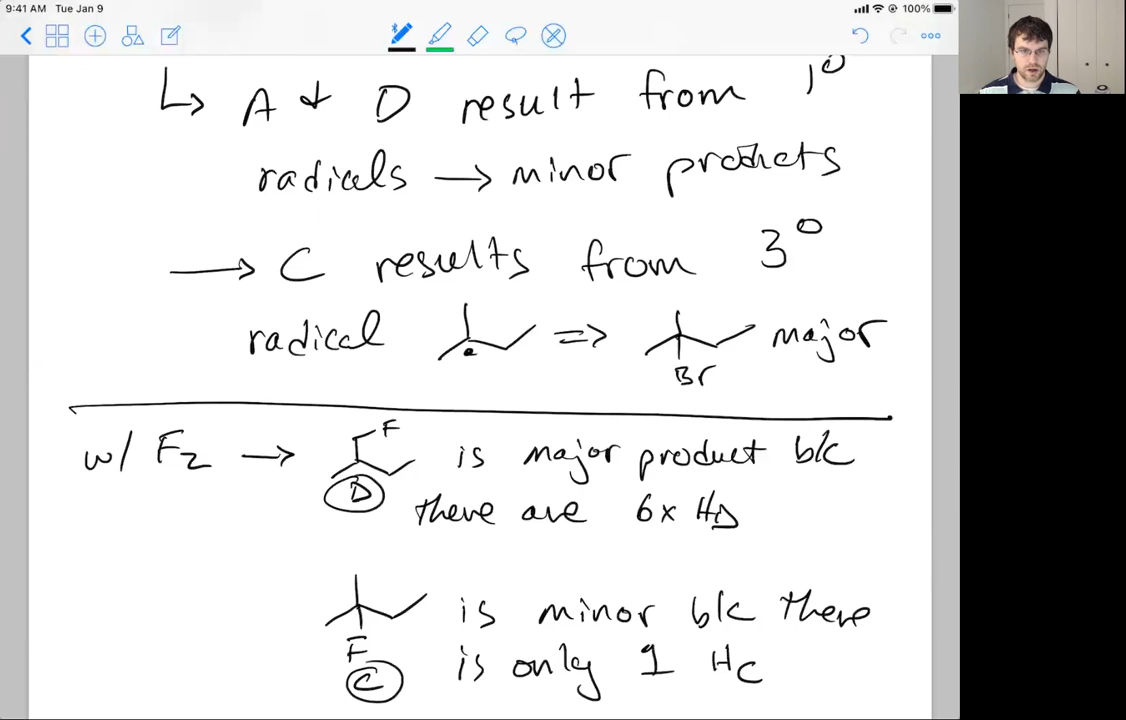 9:41 AM Tue Jan 9
100%
↳ A & D result from 1°
radicals → minor products
→ C results from 3°
radical ⇒ major
Br
w/ F2 → F is major product b/c
D there are 6x HD
is minor b/c there
F is only 1 HC
C